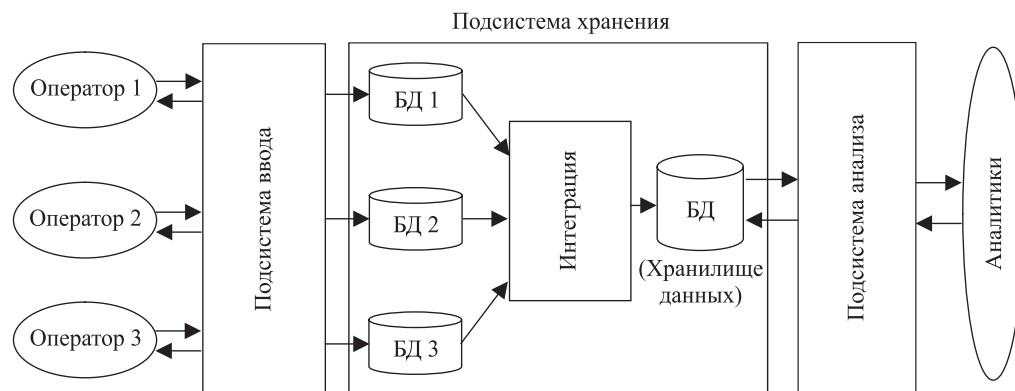 Подсистема хранения
Оператор 1
Оператор 2
Оператор 3
Подсистема ввода
БД 1
БД 2
БД 3
Интеграция
БД
(Хранилище
данных)
Подсистема анализа
Аналитики